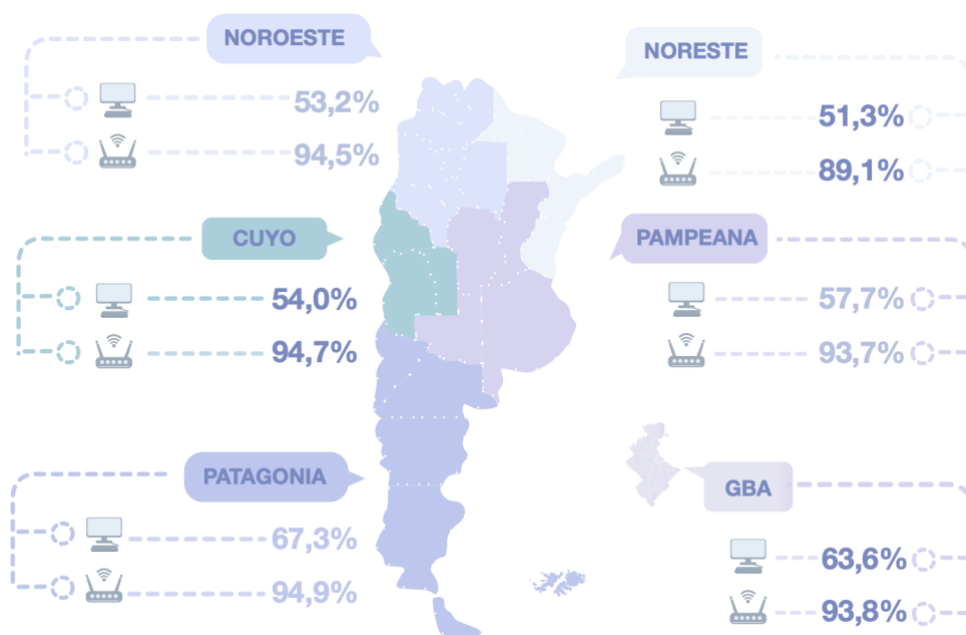 NOROESTE
53,2%
94,5%
NORESTE
51,3%
89,1%
CUYO
54,0%
94,7%
PAMPEANA
57,7%
93,7%
PATAGONIA
67,3%
94,9%
GBA
63,6%
93,8%